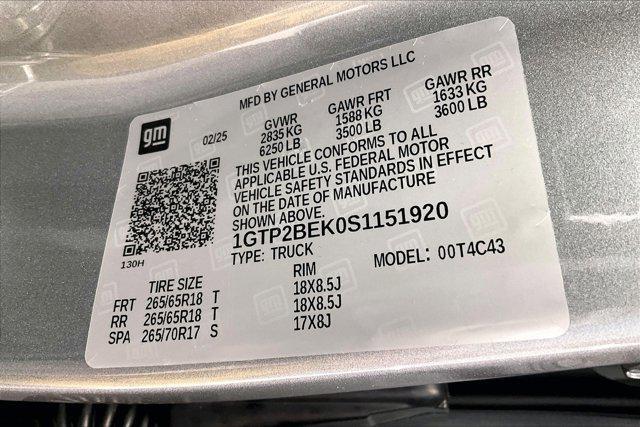 MFD BY GENERAL MOTORS LLC
gm
02/25
GVWR GAWR FRT GAWR RR
2835 KG 1588 KG 1633 KG
6250 LB 3500 LB 3600 LB
THIS VEHICLE CONFORMS TO ALL
APPLICABLE U.S. FEDERAL MOTOR
VEHICLE SAFETY STANDARDS IN EFFECT
ON THE DATE OF MANUFACTURE
SHOWN ABOVE.
1GTP2BEK0S1151920
TYPE: TRUCK MODEL: 00T4C43
130H
TIRE SIZE RIM
FRT 265/65R18 T 18X8.5J
RR 265/65R18 T 18X8.5J
SPA 265/70R17 S 17X8J